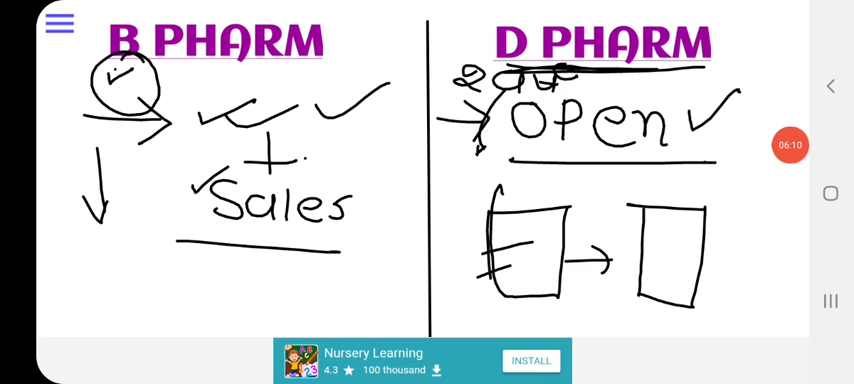 B PHARM
D PHARM
Open
+
Sales
06:10
Nursery Learning
4.3 ★ 100 thousand
INSTALL